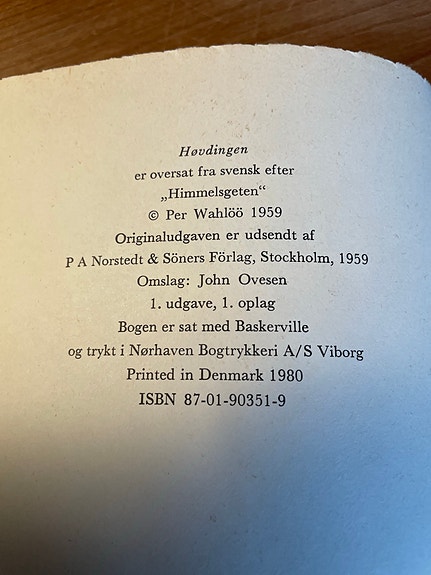 Høvdingen
er oversat fra svensk efter
„Himmelsgeten“
© Per Wahlöö 1959
Originaludgaven er udsendt af
P A Norstedt & Söners Förlag, Stockholm, 1959
Omslag: John Ovesen
1. udgave, 1. oplag
Bogen er sat med Baskerville
og trykt i Nørhaven Bogtrykkeri A/S Viborg
Printed in Denmark 1980
ISBN 87-01-90351-9